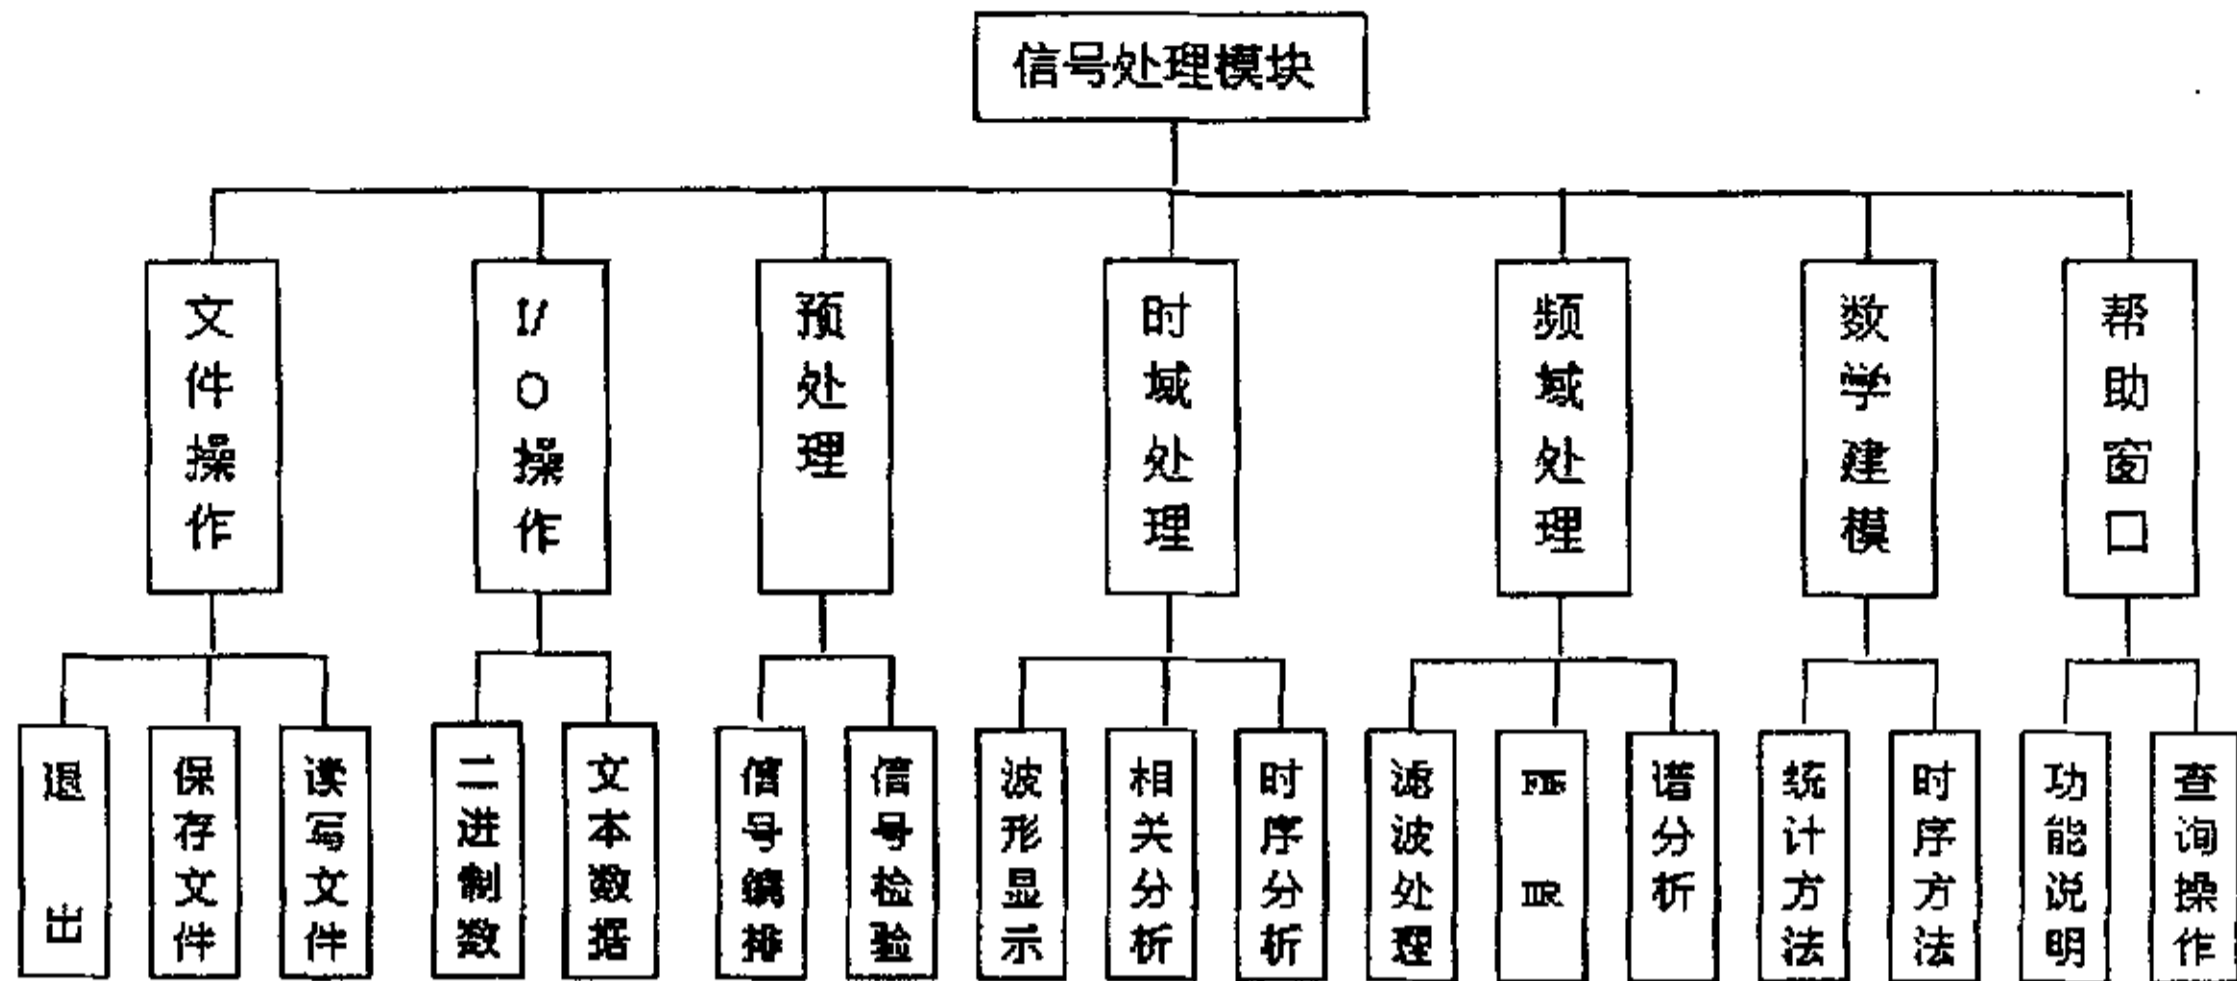 信号处理模块
文件操作
I/O操作
预处理
时域处理
频域处理
数学建模
帮助窗口
退出
保存文件
读写文件
二进制数
文本数据
信号编排
信号检验
波形显示
相关分析
时序分析
滤波处理
谱分析
统计方法
时序方法
功能说明
查询操作